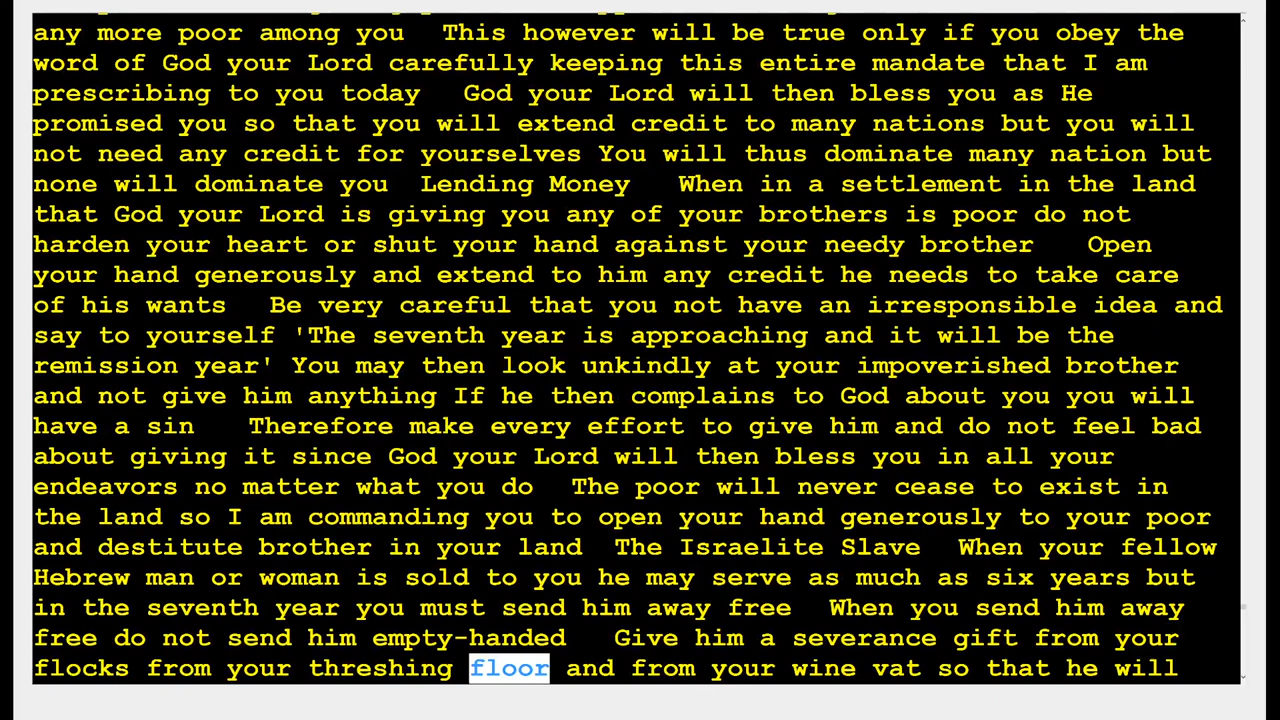 any more poor among you This however will be true only if you obey the
word of God your Lord carefully keeping this entire mandate that I am
prescribing to you today God your Lord will then bless you as He
promised you so that you will extend credit to many nations but you will
not need any credit for yourselves You will thus dominate many nation but
none will dominate you Lending Money When in a settlement in the land
that God your Lord is giving you any of your brothers is poor do not
harden your heart or shut your hand against your needy brother Open
your hand generously and extend to him any credit he needs to take care
of his wants Be very careful that you not have an irresponsible idea and
say to yourself 'The seventh year is approaching and it will be the
remission year' You may then look unkindly at your impoverished brother
and not give him anything If he then complains to God about you you will
have a sin Therefore make every effort to give him and do not feel bad
about giving it since God your Lord will then bless you in all your
endeavors no matter what you do The poor will never cease to exist in
the land so I am commanding you to open your hand generously to your poor
and destitute brother in your land The Israelite Slave When your fellow
Hebrew man or woman is sold to you he may serve as much as six years but
in the seventh year you must send him away free When you send him away
free do not send him empty-handed Give him a severance gift from your
flocks from your threshing floor and from your wine vat so that he will